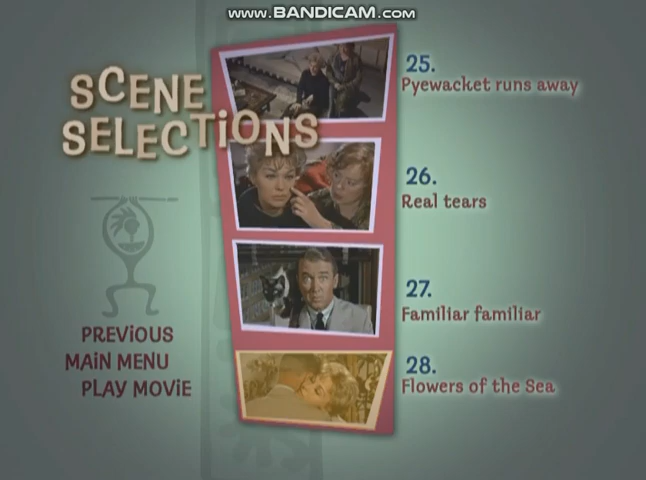 www.BANDICAM.com
SCENE
SELECTiONS
25.
Pyewacket runs away
26.
Real tears
27.
Familiar familiar
28.
Flowers of the Sea
PREViOUS
MAiN MENU
PLAY MOViE